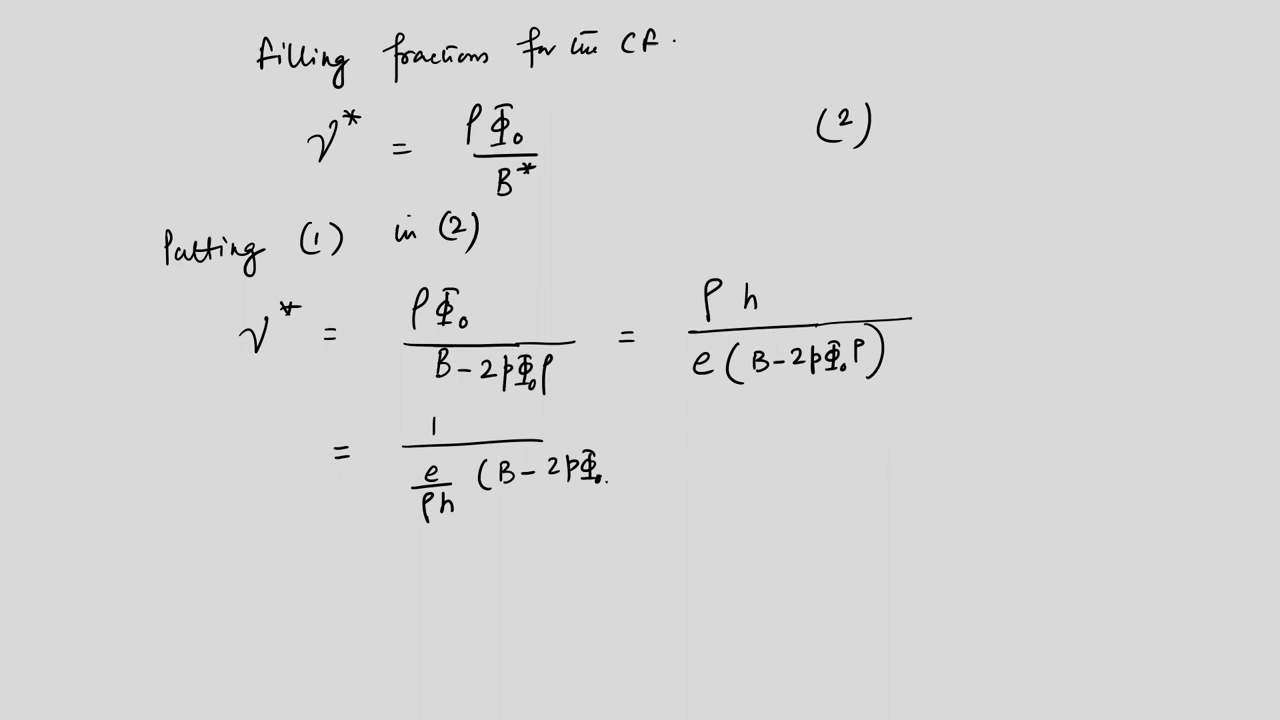 filling fractions for the CF.
ν* = ρΦ₀ / B* (2)
Putting (1) in (2)
ν* = ρΦ₀ / B - 2pΦ₀ρ = ρh / e(B - 2pΦ₀ρ)
= 1 / (e/ρh) (B - 2pΦ₀